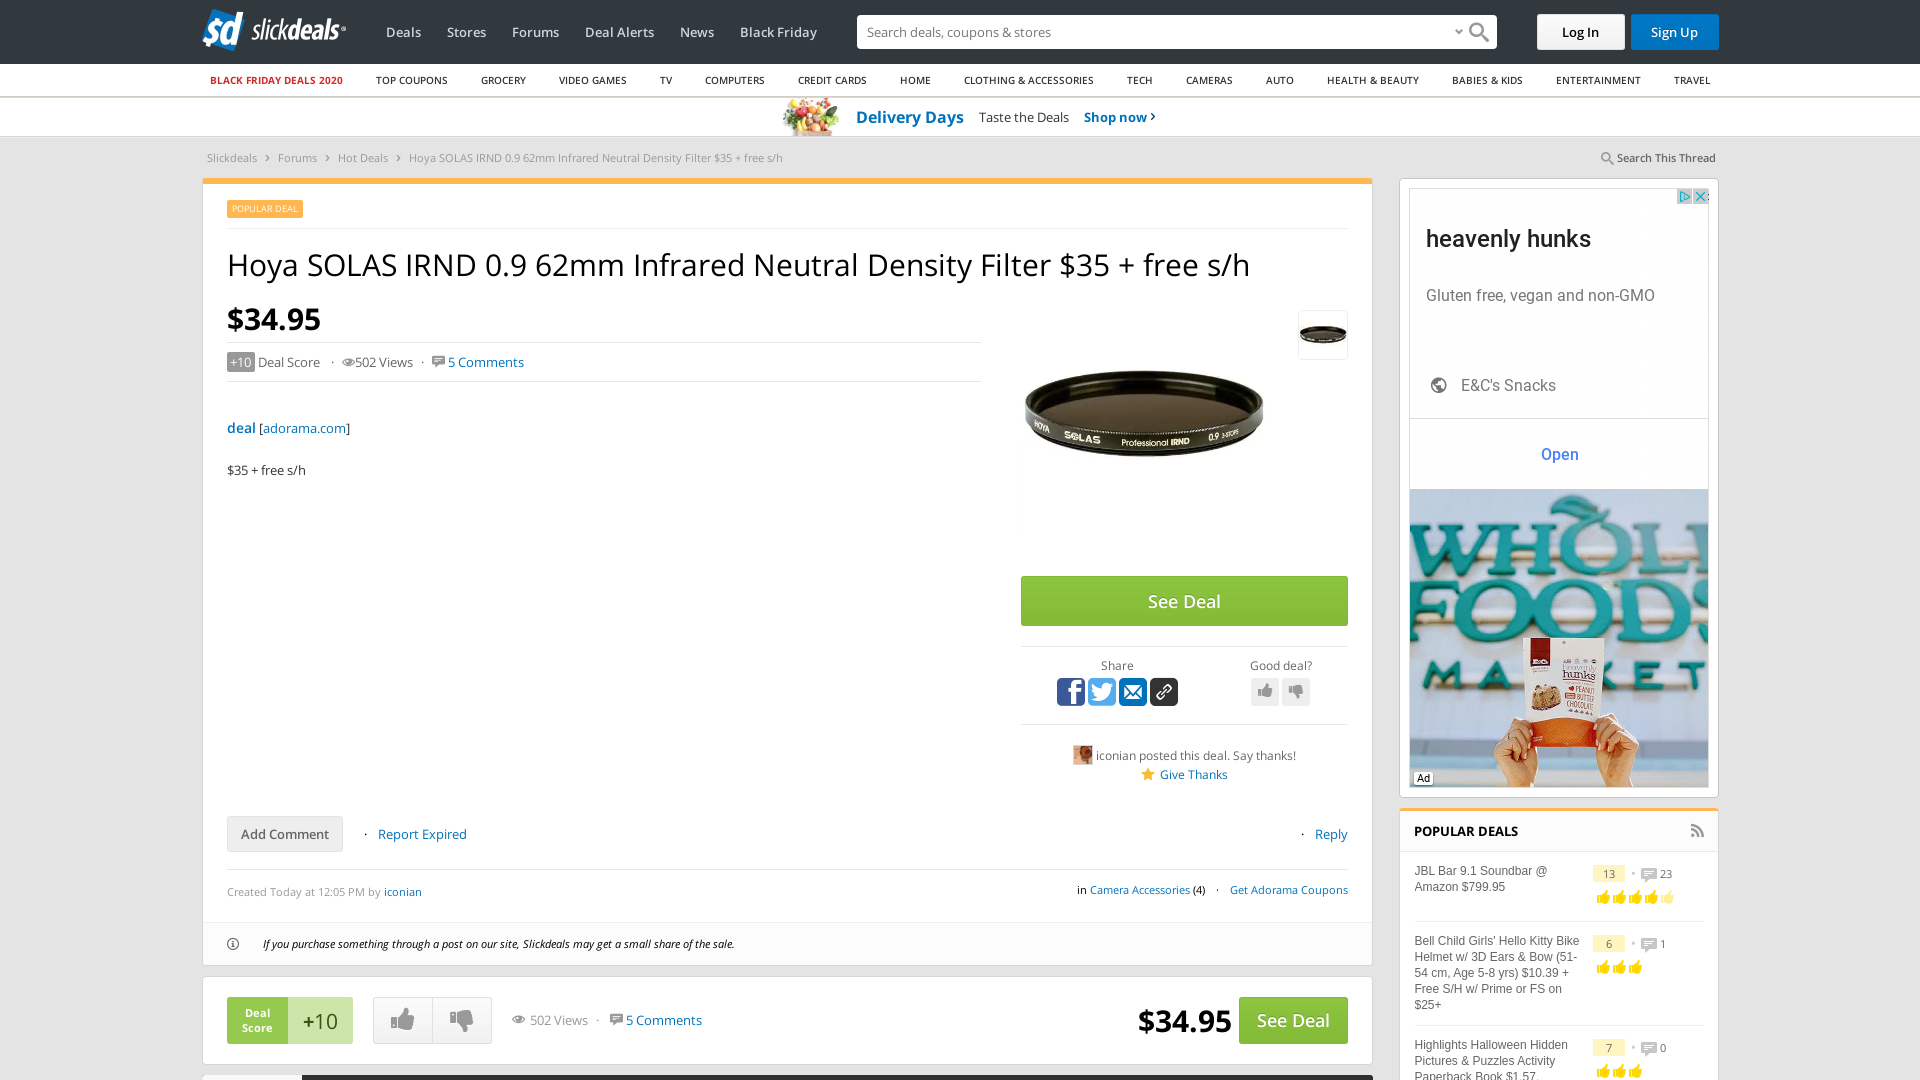 sd slickdeals
Deals Stores Forums Deal Alerts News Black Friday Search deals, coupons & stores Log In Sign Up
BLACK FRIDAY DEALS 2020 TOP COUPONS GROCERY VIDEO GAMES TV COMPUTERS CREDIT CARDS HOME CLOTHING & ACCESSORIES TECH CAMERAS AUTO HEALTH & BEAUTY BABIES & KIDS ENTERTAINMENT TRAVEL
Delivery Days Taste the Deals Shop now ›
Slickdeals › Forums › Hot Deals › Hoya SOLAS IRND 0.9 62mm Infrared Neutral Density Filter $35 + free s/h
Search This Thread
POPULAR DEAL
Hoya SOLAS IRND 0.9 62mm Infrared Neutral Density Filter $35 + free s/h
$34.95
+10 Deal Score · 502 Views · 5 Comments
deal [adorama.com]
$35 + free s/h
HOYA SOLAS Professional IRND 0.9 3-STOPS
See Deal
Share
Good deal?
iconian posted this deal. Say thanks!
Give Thanks
Add Comment · Report Expired
· Reply
Created Today at 12:05 PM by iconian
in Camera Accessories (4) · Get Adorama Coupons
If you purchase something through a post on our site, Slickdeals may get a small share of the sale.
Deal
Score
+10
502 Views · 5 Comments
$34.95
See Deal
heavenly hunks
Gluten free, vegan and non-GMO
E&C's Snacks
Open
WHOLE
FOODS
MARKET
E&C's
heavenly
hunks
PEANUT
BUTTER
CHOCOLATE
Ad
POPULAR DEALS
JBL Bar 9.1 Soundbar @
Amazon $799.95
13 • 23
Bell Child Girls' Hello Kitty Bike
Helmet w/ 3D Ears & Bow (51-
54 cm, Age 5-8 yrs) $10.39 +
Free S/H w/ Prime or FS on
$25+
6 • 1
Highlights Halloween Hidden
Pictures & Puzzles Activity
Paperback Book $1.57,
7 • 0